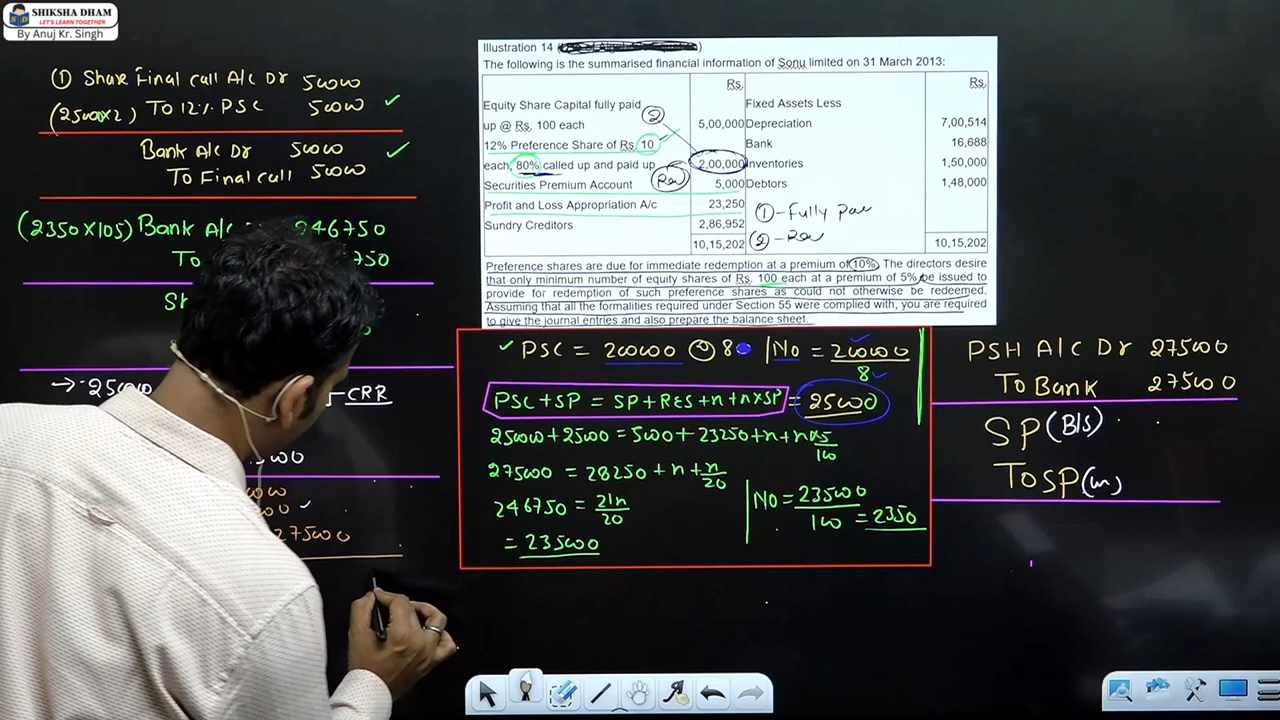 SHIKSHA DHAM
LET'S LEARN TOGETHER
By Anuj Kr. Singh
① Share Final call A/c Dr 50000
(25000×2) To 12% PSC 50000 ✓
Bank A/c Dr 50000 ✓
To Final call 50000
(2350×105) Bank A/c 246750
To 750
→ 25000 CRR
27500
Illustration 14
The following is the summarised financial information of Sonu limited on 31 March 2013:
Rs. Rs.
Equity Share Capital fully paid Fixed Assets Less
up @ Rs. 100 each 5,00,000 Depreciation 7,00,514
12% Preference Share of Rs. 10 Bank 16,688
each, 80% called up and paid up 2,00,000 Inventories 1,50,000
Securities Premium Account 5,000 Debtors 1,48,000
Profit and Loss Appropriation A/c 23,250
Sundry Creditors 2,86,952
10,15,202 10,15,202
②
① - Fully
②
Preference shares are due for immediate redemption at a premium of 10%. The directors desire
that only minimum number of equity shares of Rs. 100 each at a premium of 5% be issued to
provide for redemption of such preference shares as could not otherwise be redeemed.
Assuming that all the formalities required under Section 55 were complied with, you are required
to give the journal entries and also prepare the balance sheet.
✓ PSC = 200000 @ 8 | No = 200000
8
PSC + SP = SP + RES + n + n×SP = 25000
25000 + 2500 = 5000 + 23250 + n + n×5/100
27500 = 28250 + n + n/20
246750 = 21n/20
= 235000
No = 235000/100 = 2350
PSH A/c Dr 275000
To Bank 275000
SP (B/S)
To SP (w)